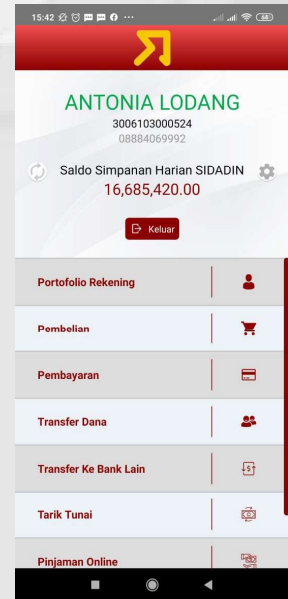 15:42
68
ANTONIA LODANG
3006103000524
08884069992
Saldo Simpanan Harian SIDADIN
16,685,420.00
Keluar
Portofolio Rekening
Pembelian
Pembayaran
Transfer Dana
Transfer Ke Bank Lain
Tarik Tunai
Pinjaman Online